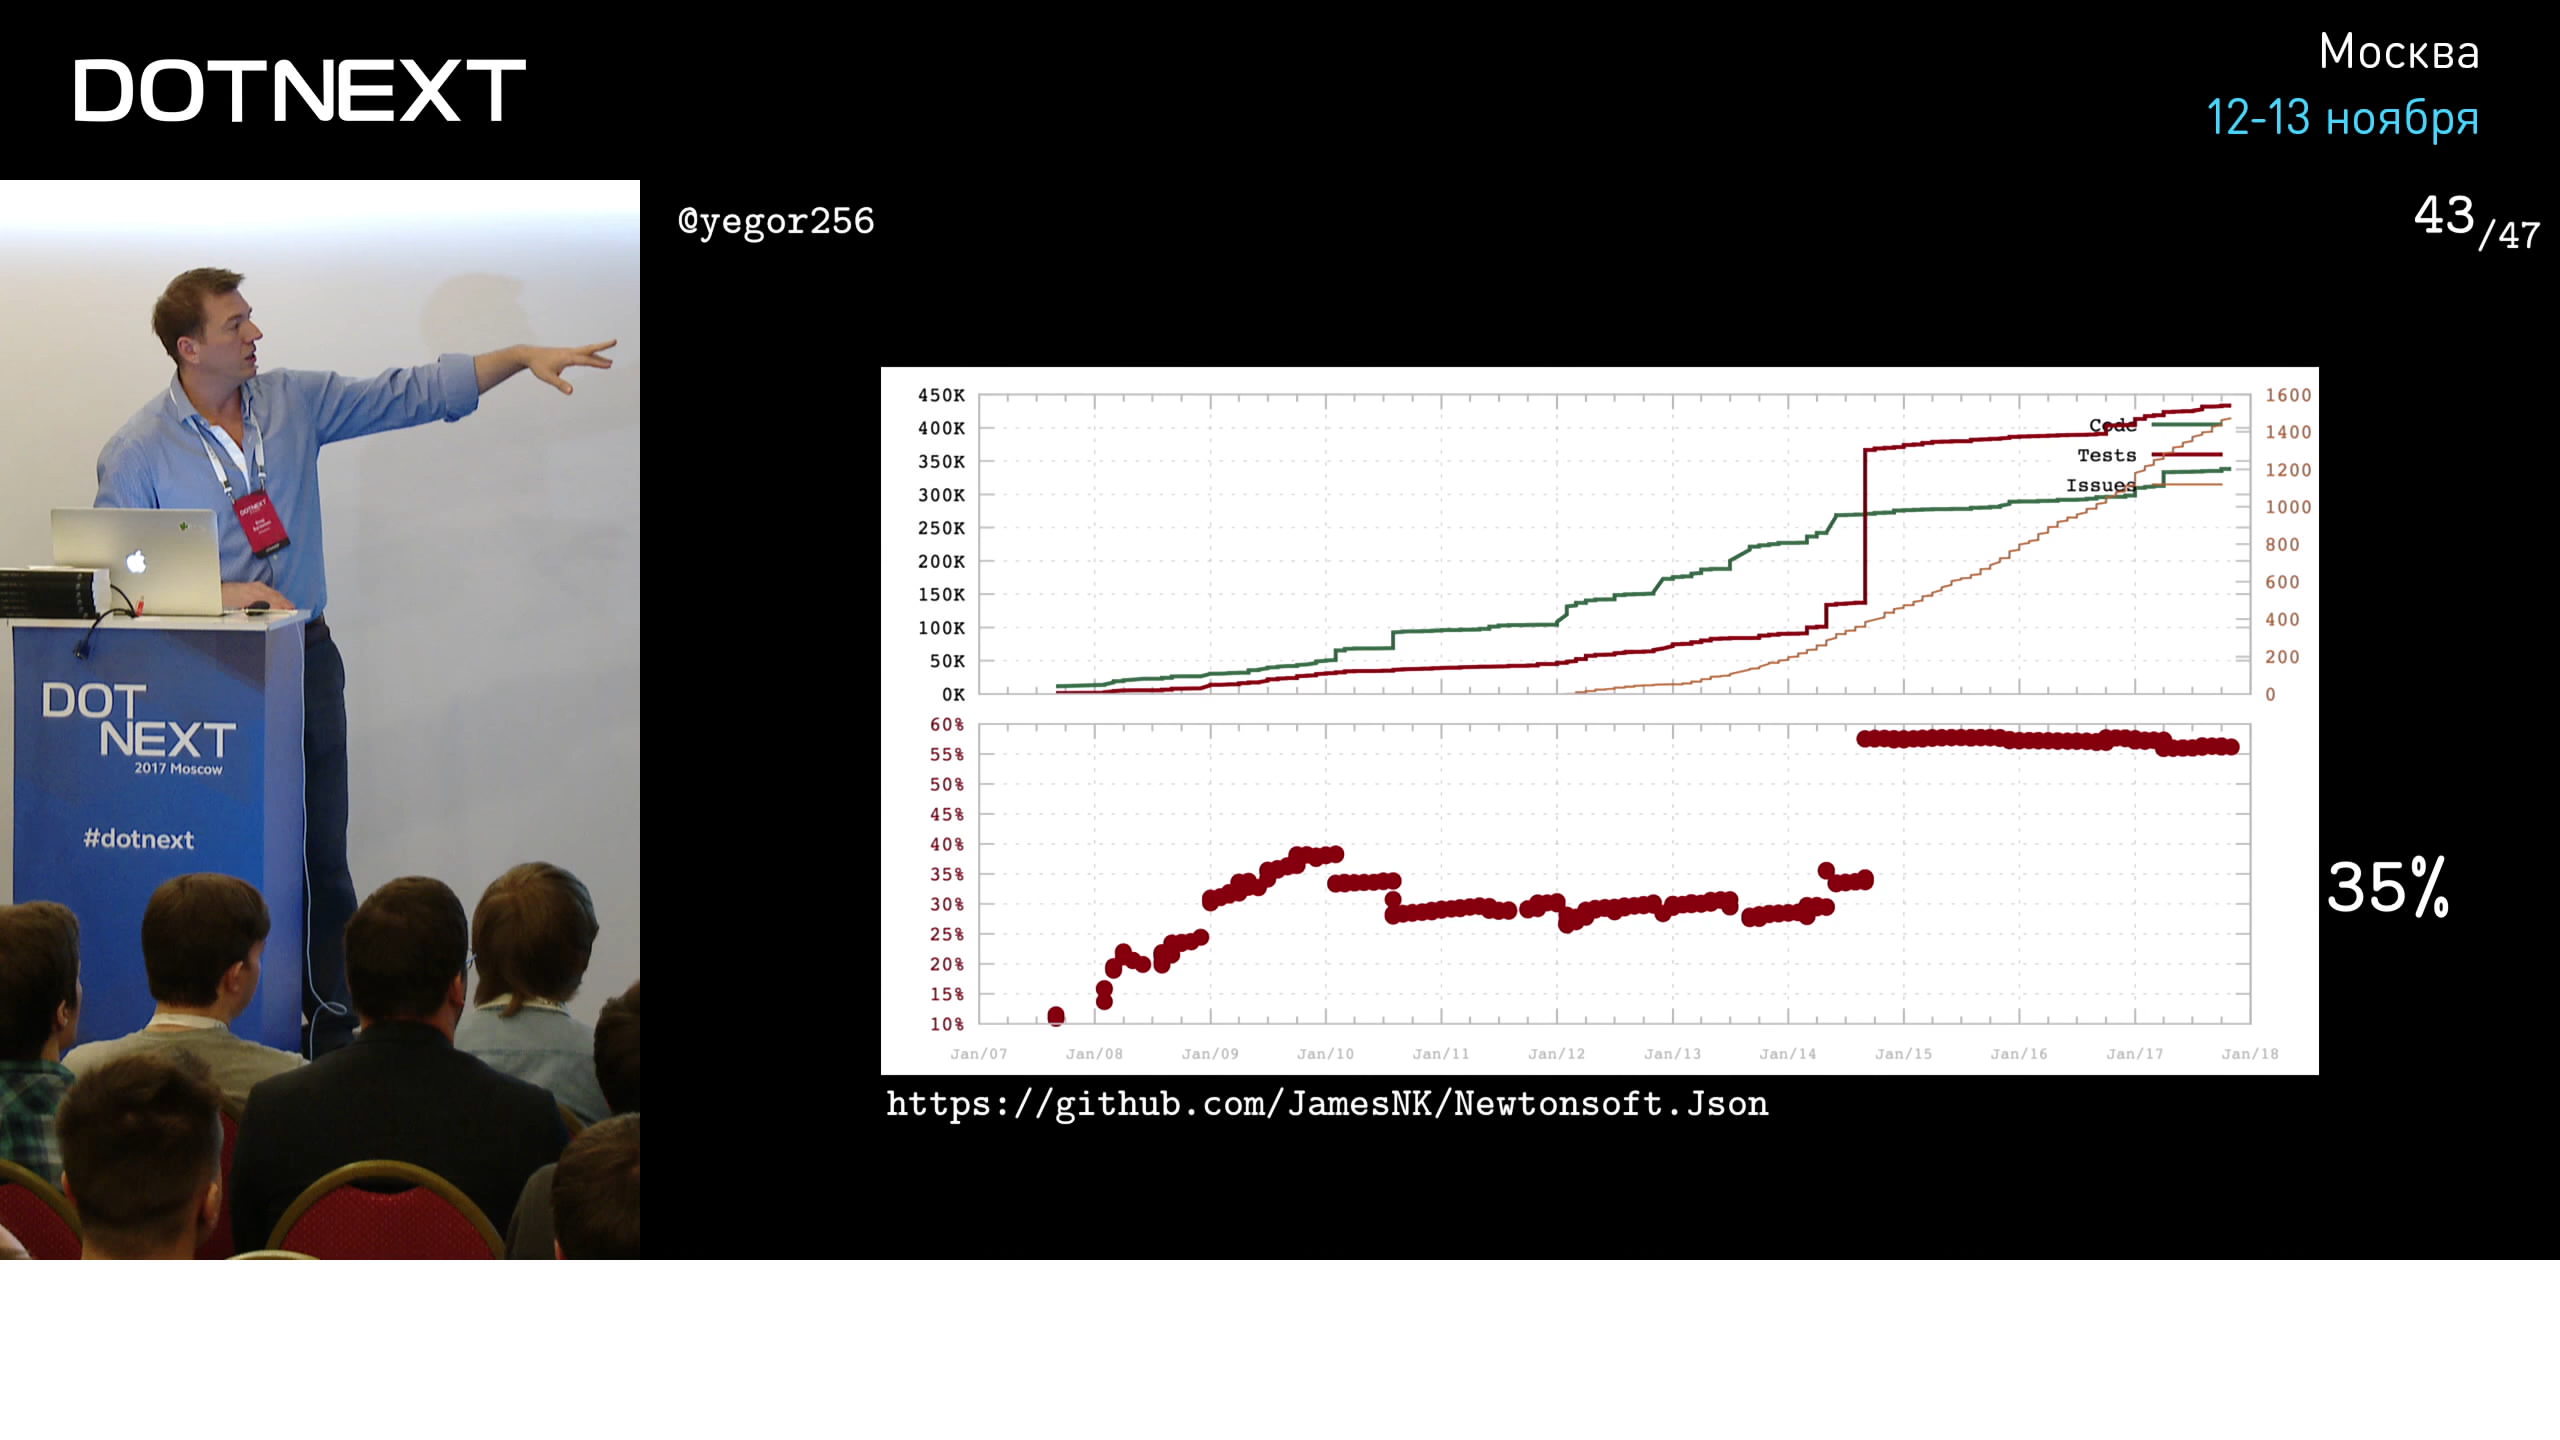 DOTNEXT
Москва
12-13 ноября
@yegor256
43/47
450K
400K
350K
300K
250K
200K
150K
100K
50K
0K
1600
1400
1200
1000
800
600
400
200
0
Code
Tests
Issues
60%
55%
50%
45%
40%
35%
30%
25%
20%
15%
10%
Jan/07 Jan/08 Jan/09 Jan/10 Jan/11 Jan/12 Jan/13 Jan/14 Jan/15 Jan/16 Jan/17 Jan/18
35%
https://github.com/JamesNK/Newtonsoft.Json
DOTNEXT
DOT
NEXT
2017 Moscow
#dotnext